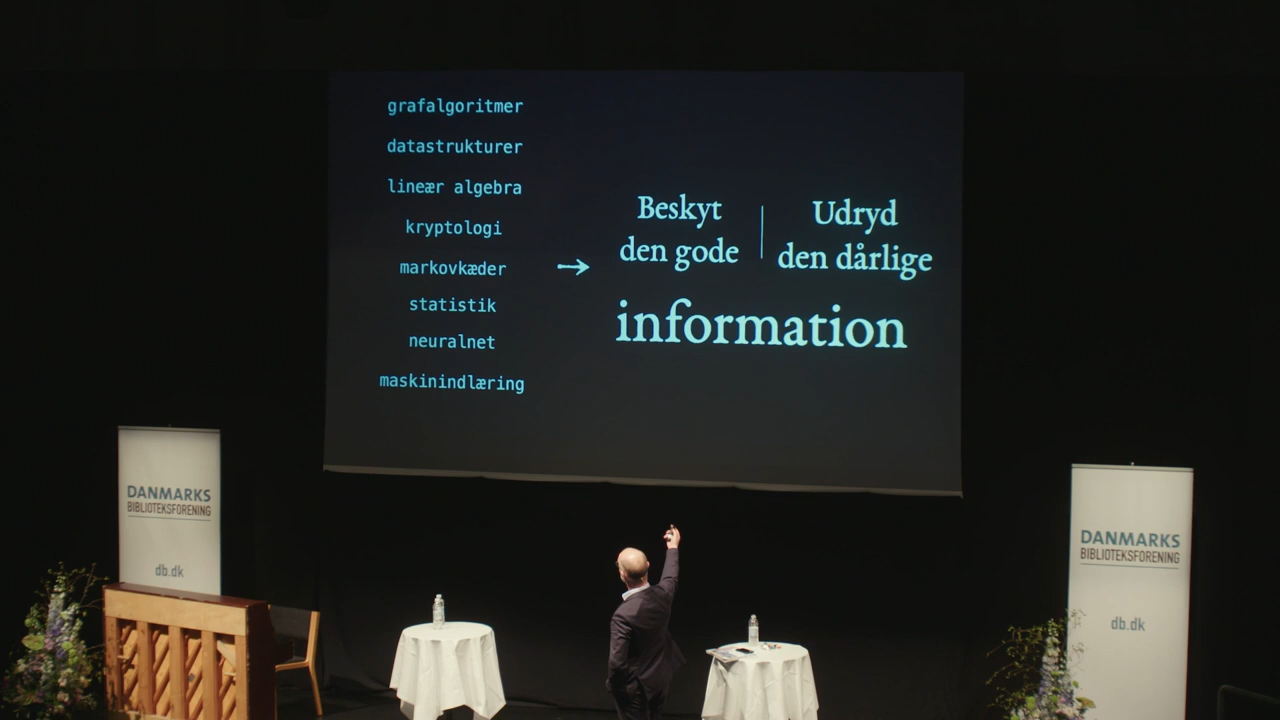 grafalgoritmer
datastrukturer
lineær algebra
kryptologi
markovkæder
statistik
neuralnet
maskinindlæring
→
Beskyt
den gode
Udryd
den dårlige
information
DANMARKS
BIBLIOTEKSFORENING
db.dk
DANMARKS
BIBLIOTEKSFORENING
db.dk